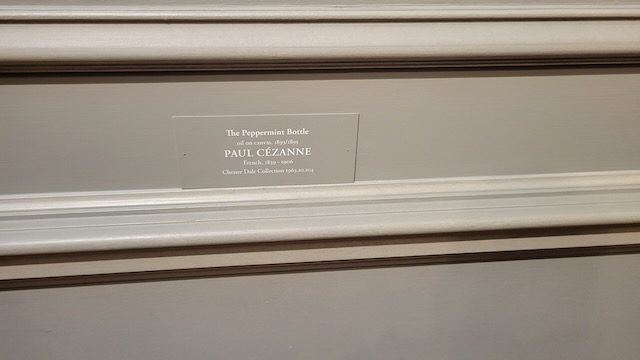 The Peppermint Bottle
oil on canvas, 1893/1895
PAUL CÉZANNE
French, 1839 – 1906
Chester Dale Collection 1963.10.104